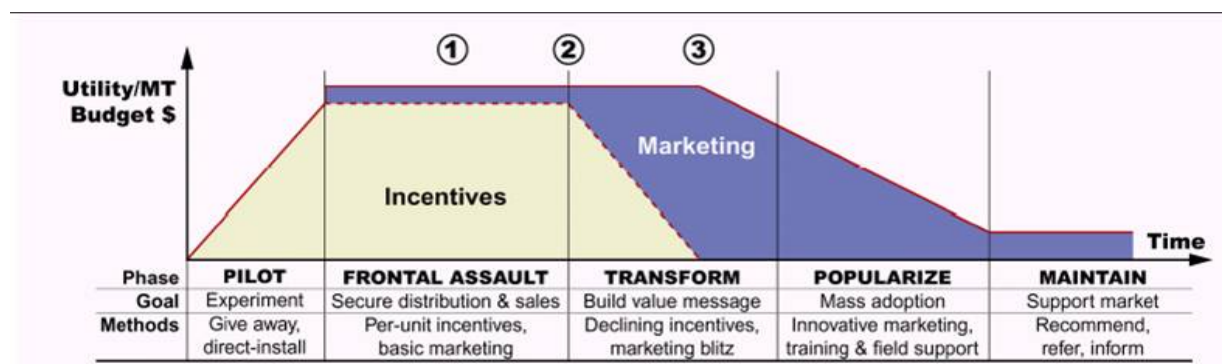 ① ② ③
Utility/MT
Budget $
Marketing
Incentives
Time
Phase PILOT FRONTAL ASSAULT TRANSFORM POPULARIZE MAINTAIN
Goal Experiment Secure distribution & sales Build value message Mass adoption Support market
Methods Give away, Per-unit incentives, Declining incentives, Innovative marketing, Recommend,
direct-install basic marketing marketing blitz training & field support refer, inform